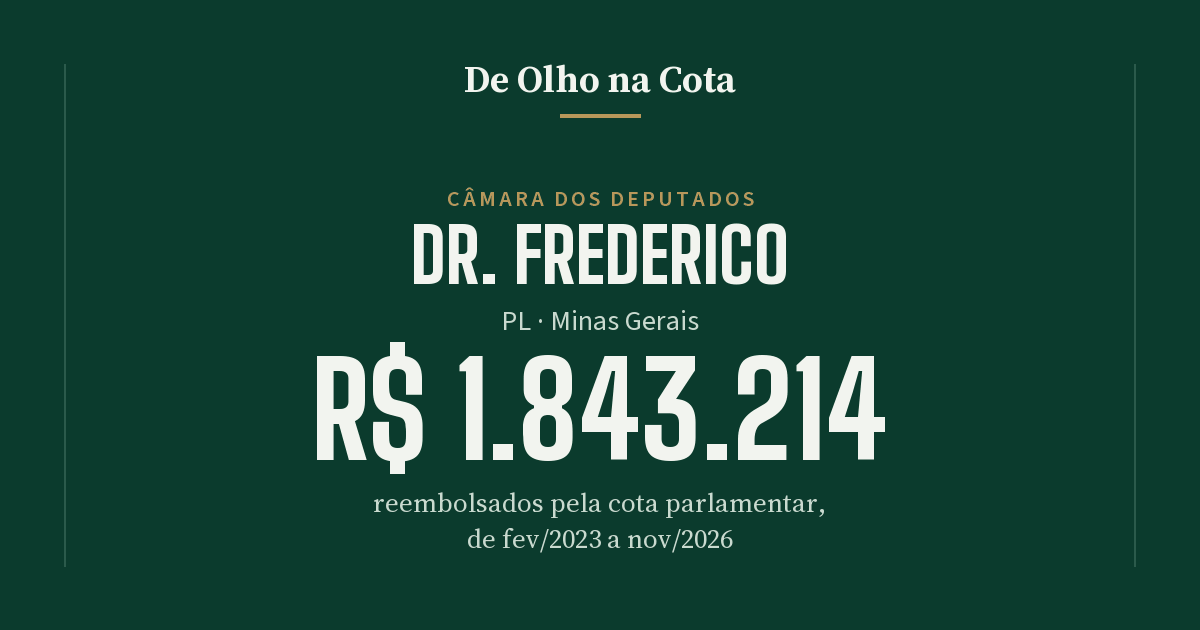 De Olho na Cota
CÂMARA DOS DEPUTADOS
DR. FREDERICO
PL · Minas Gerais
R$ 1.843.214
reembolsados pela cota parlamentar,
de fev/2023 a nov/2026